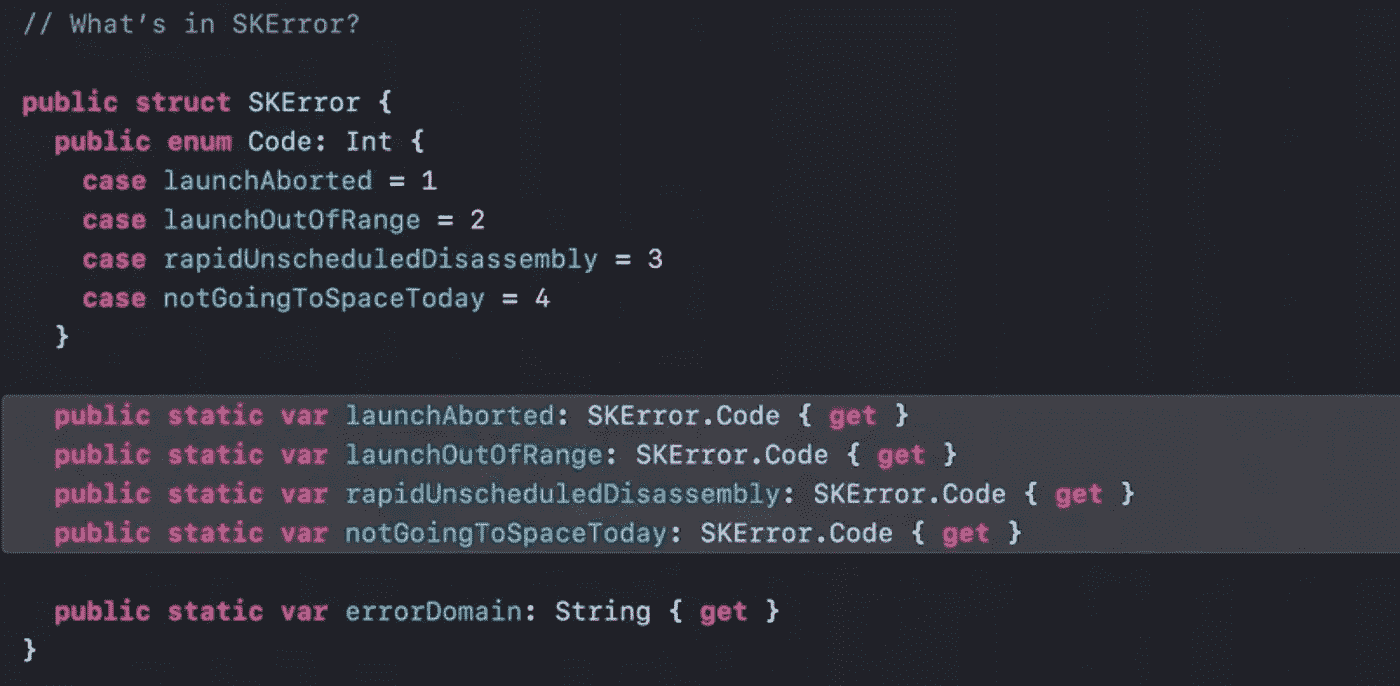 // What's in SKError?
public struct SKError {
public enum Code: Int {
case launchAborted = 1
case launchOutOfRange = 2
case rapidUnscheduledDisassembly = 3
case notGoingToSpaceToday = 4
}
public static var launchAborted: SKError.Code { get }
public static var launchOutOfRange: SKError.Code { get }
public static var rapidUnscheduledDisassembly: SKError.Code { get }
public static var notGoingToSpaceToday: SKError.Code { get }
public static var errorDomain: String { get }
}